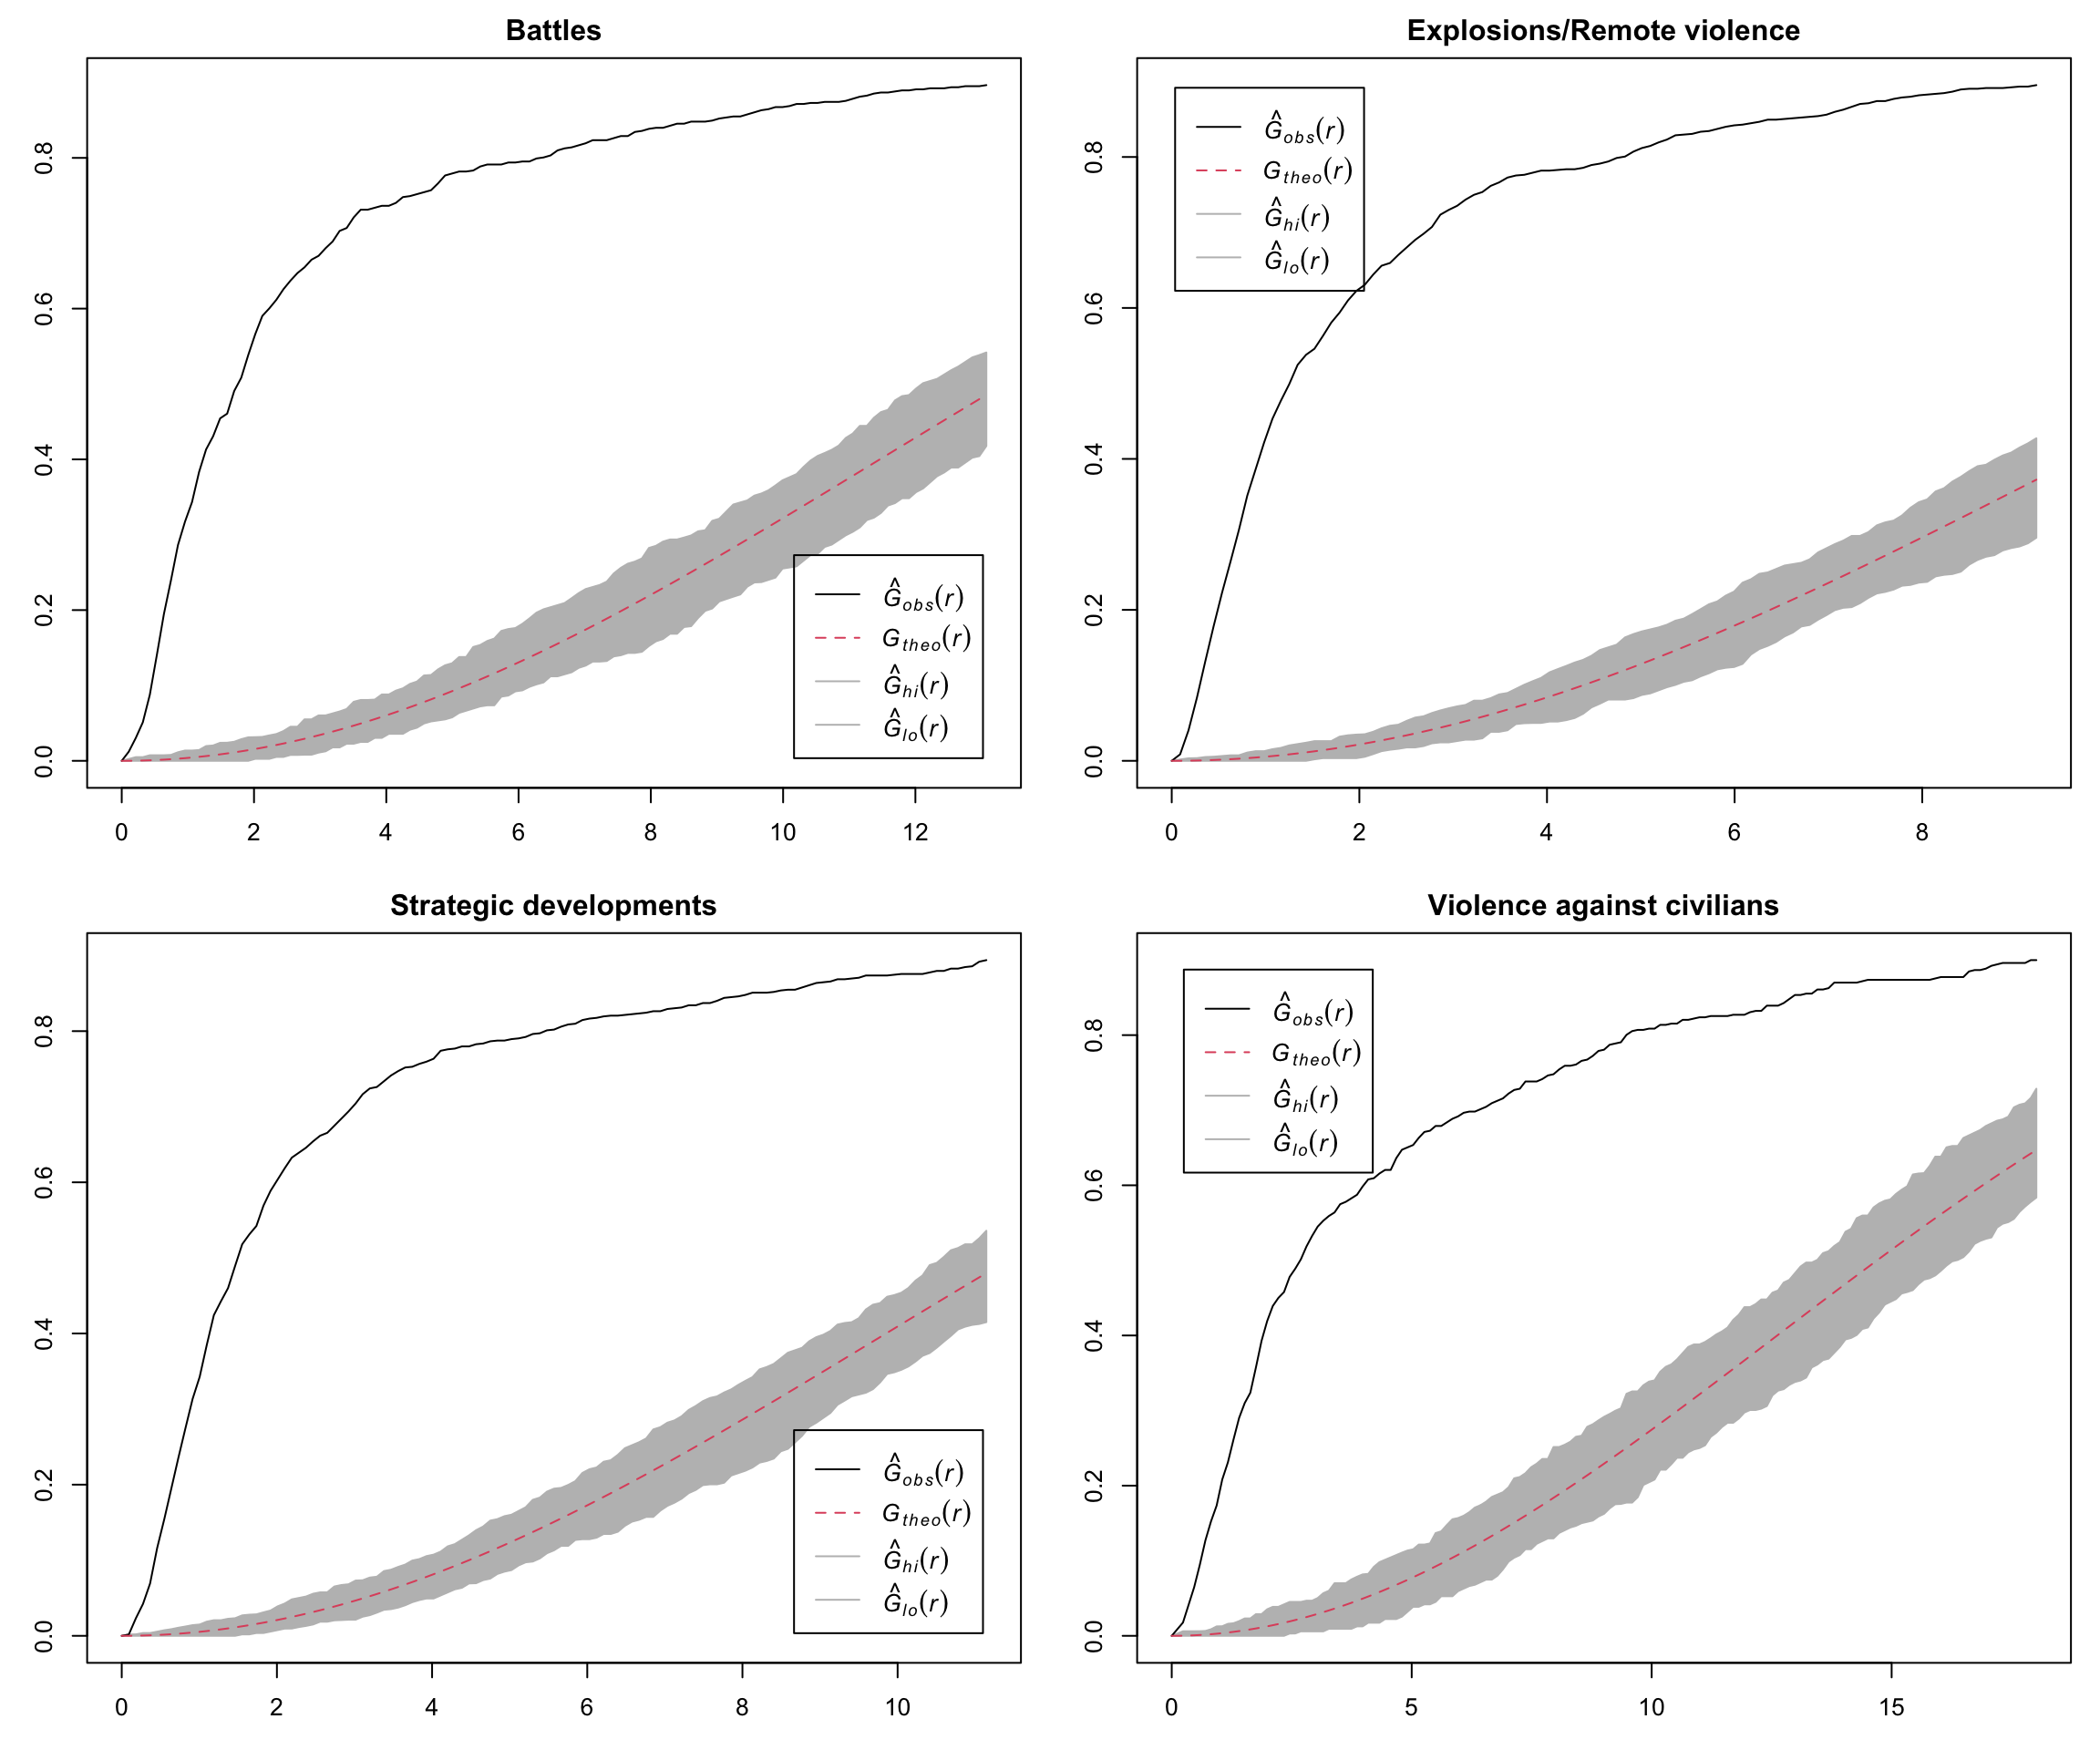 Battles
0.8
0.6
0.4
0.2
0.0
Ĝobs(r)
Gtheo(r)
Ĝhi(r)
Ĝlo(r)
0 2 4 6 8 10 12
Explosions/Remote violence
Ĝobs(r)
Gtheo(r)
Ĝhi(r)
Ĝlo(r)
0.8
0.6
0.4
0.2
0.0
0 2 4 6 8
Strategic developments
0.8
0.6
0.4
0.2
0.0
Ĝobs(r)
Gtheo(r)
Ĝhi(r)
Ĝlo(r)
0 2 4 6 8 10
Violence against civilians
Ĝobs(r)
Gtheo(r)
Ĝhi(r)
Ĝlo(r)
0.8
0.6
0.4
0.2
0.0
0 5 10 15